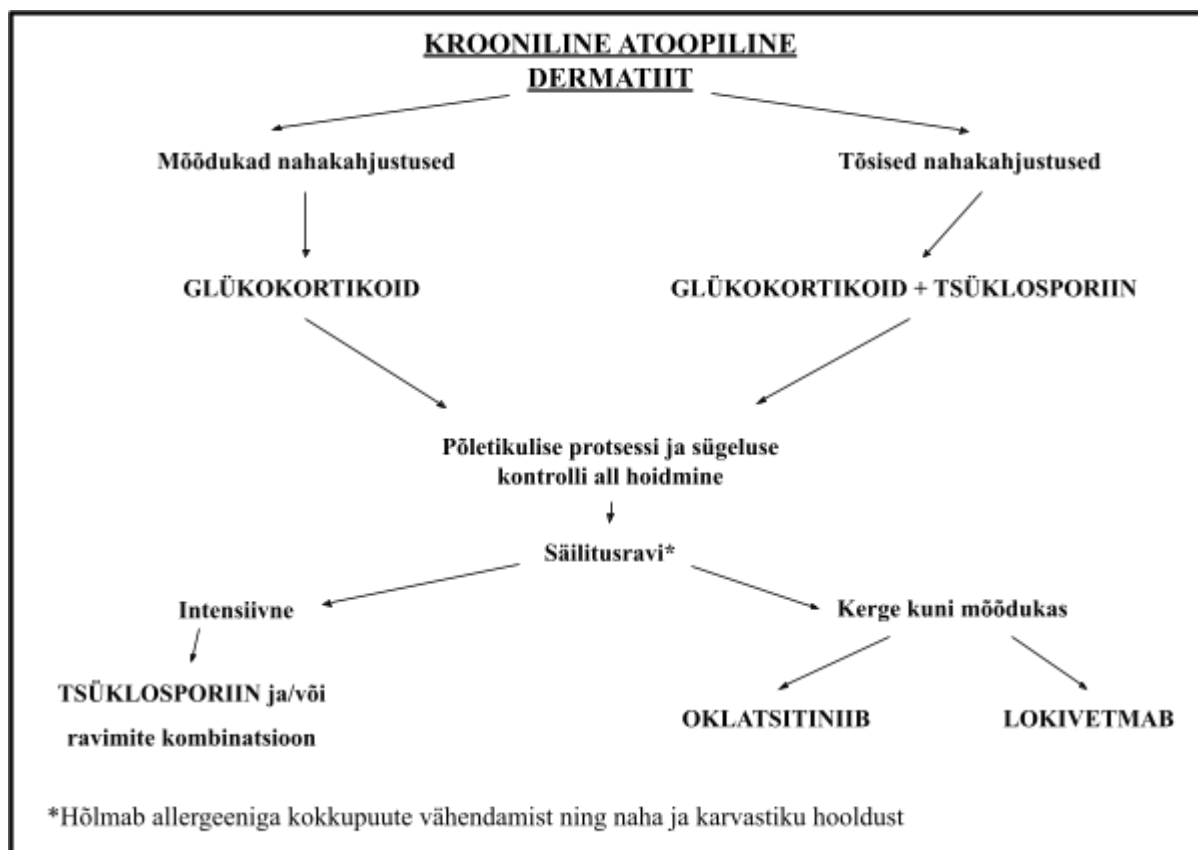 KROONILINE ATOOPILINE
DERMATIIT
Mõõdukad nahakahjustused
Tõsised nahakahjustused
GLÜKOKORTIKOID
GLÜKOKORTIKOID + TSÜKLOSPORIIN
Põletikulise protsessi ja sügeluse
kontrolli all hoidmine
Säilitusravi*
Intensiivne
Kerge kuni mõõdukas
TSÜKLOSPORIIN ja/või
ravimite kombinatsioon
OKLATSITINIIB
LOKIVETMAB
*Hõlmab allergeeniga kokkupuute vähendamist ning naha ja karvastiku hooldust